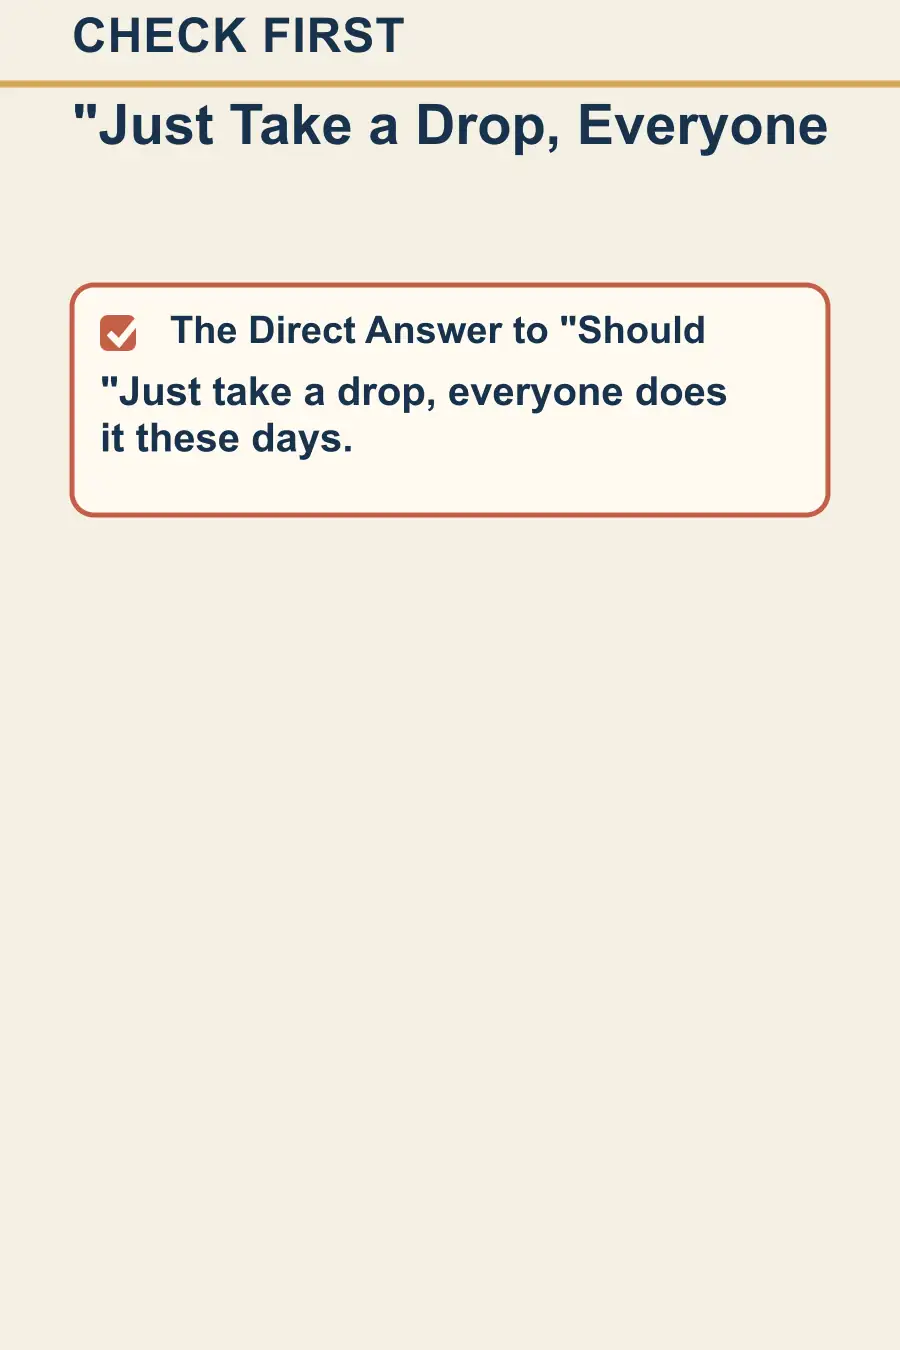 CHECK FIRST
"Just Take a Drop, Everyone
The Direct Answer to "Should
"Just take a drop, everyone does
it these days.